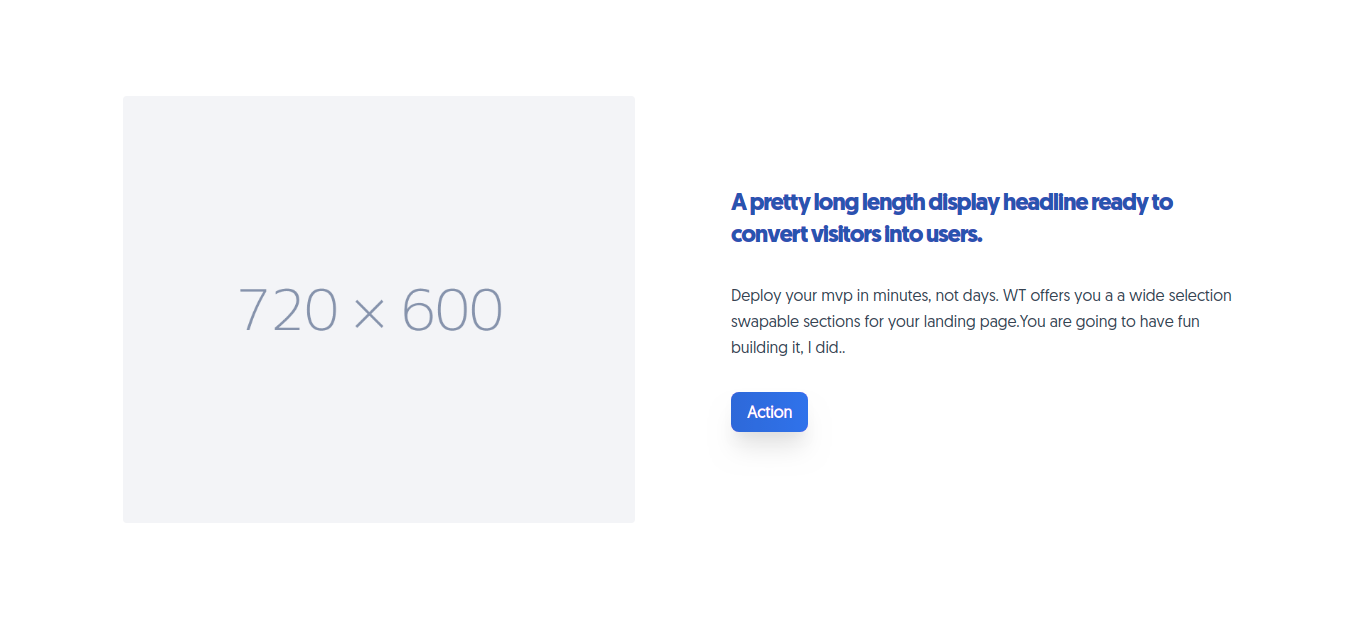 720 × 600
A pretty long length display headline ready to
convert visitors into users.
Deploy your mvp in minutes, not days. WT offers you a a wide selection
swapable sections for your landing page.You are going to have fun
building it, I did..
Action